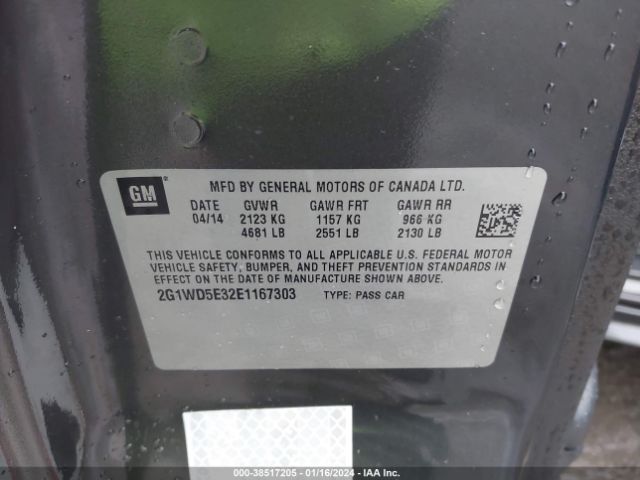 GM
MFD BY GENERAL MOTORS OF CANADA LTD.
DATE GVWR GAWR FRT GAWR RR
04/14 2123 KG 1157 KG 966 KG
4681 LB 2551 LB 2130 LB
THIS VEHICLE CONFORMS TO ALL APPLICABLE U.S. FEDERAL MOTOR
VEHICLE SAFETY, BUMPER, AND THEFT PREVENTION STANDARDS IN
EFFECT ON THE DATE OF MANUFACTURE SHOWN ABOVE.
2G1WD5E32E1167303 TYPE: PASS CAR
000-38517205 - 01/16/2024 - IAA Inc.